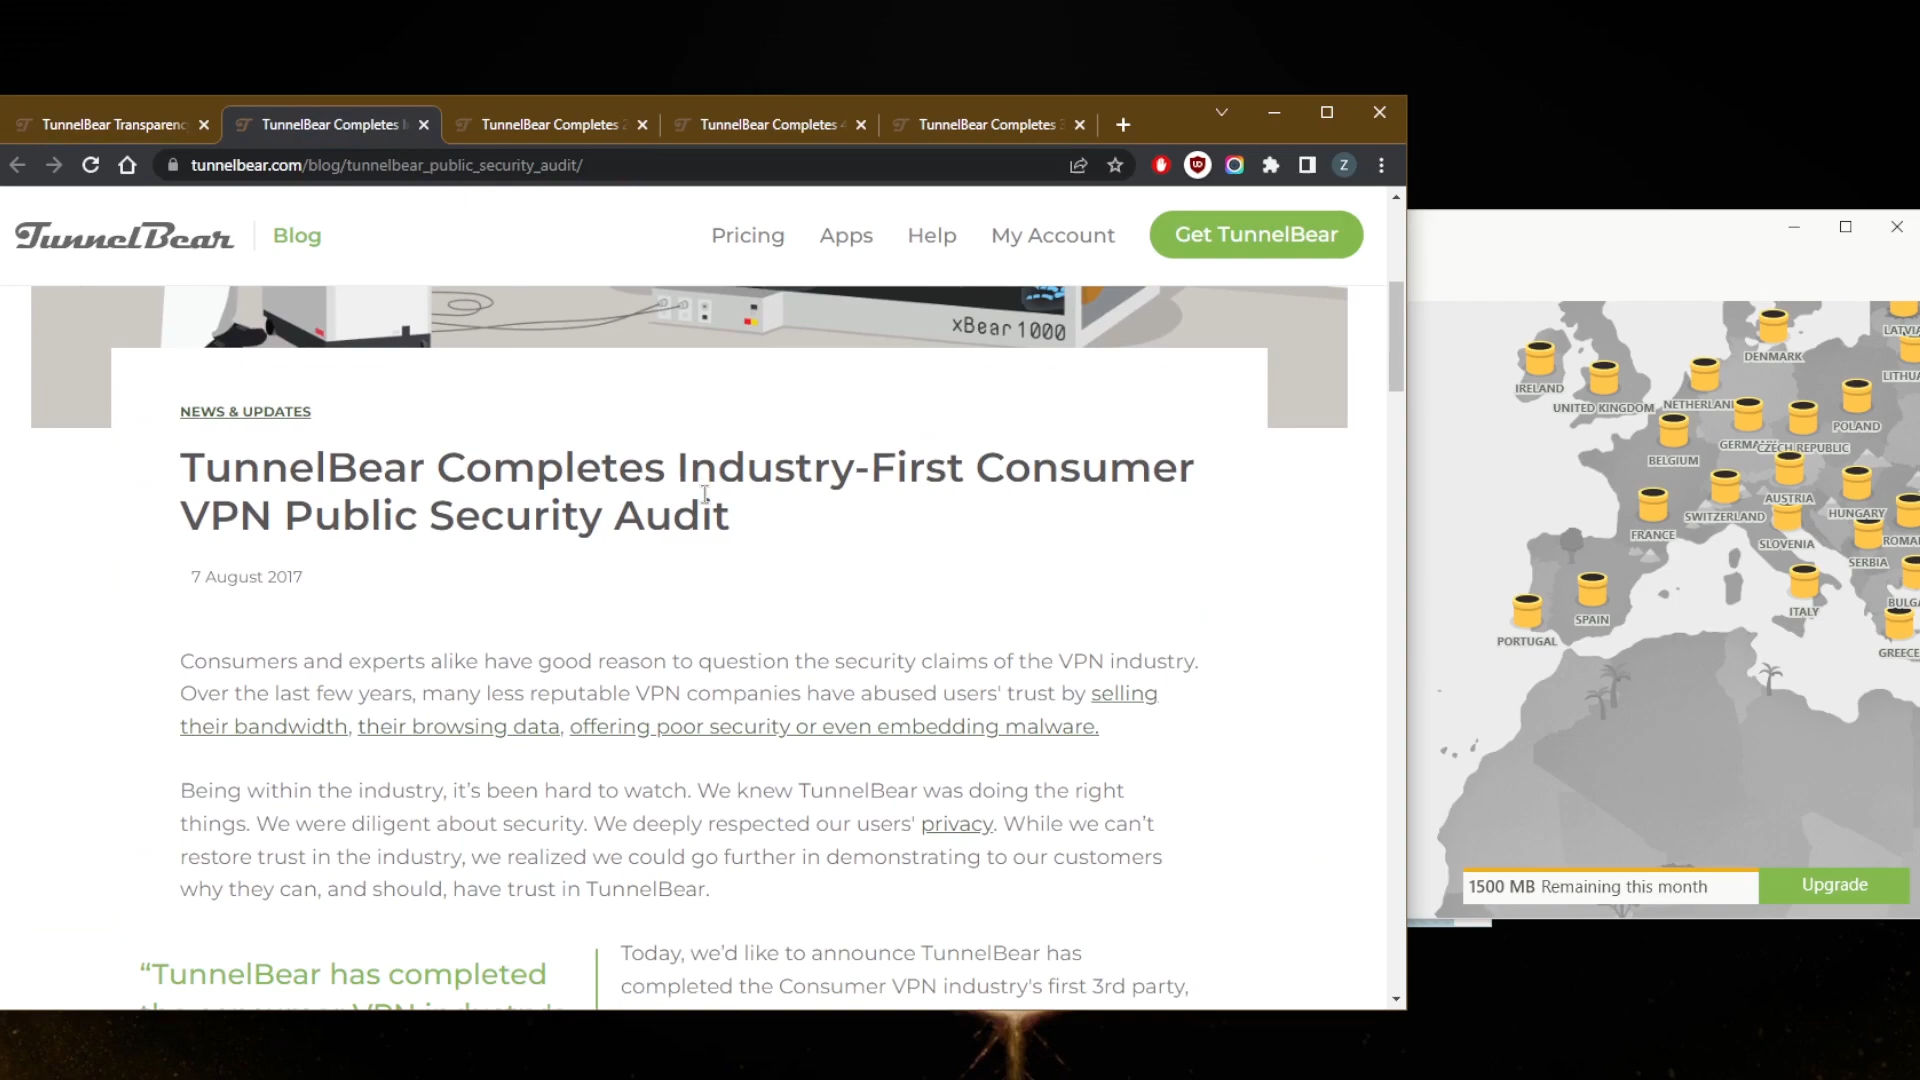 TunnelBear Transparenc
TunnelBear Completes I
TunnelBear Completes 2
TunnelBear Completes 4
TunnelBear Completes 3
tunnelbear.com/blog/tunnelbear_public_security_audit/
Z
TunnelBear
Blog
Pricing
Apps
Help
My Account
Get TunnelBear
xBear 1000
NEWS & UPDATES
TunnelBear Completes Industry-First Consumer
VPN Public Security Audit
7 August 2017
Consumers and experts alike have good reason to question the security claims of the VPN industry.
Over the last few years, many less reputable VPN companies have abused users' trust by selling
their bandwidth, their browsing data, offering poor security or even embedding malware.
Being within the industry, it’s been hard to watch. We knew TunnelBear was doing the right
things. We were diligent about security. We deeply respected our users' privacy. While we can’t
restore trust in the industry, we realized we could go further in demonstrating to our customers
why they can, and should, have trust in TunnelBear.
“TunnelBear has completed
Today, we’d like to announce TunnelBear has
completed the Consumer VPN industry's first 3rd party,
LATVIA
DENMARK
LITHUA
IRELAND
UNITED KINGDOM
NETHERLAN
POLAND
GERMA
CZECH REPUBLIC
BELGIUM
AUSTRIA
SWITZERLAND
HUNGARY
FRANCE
SLOVENIA
ROMA
SERBIA
BULGA
ITALY
SPAIN
PORTUGAL
GREECE
1500 MB Remaining this month
Upgrade